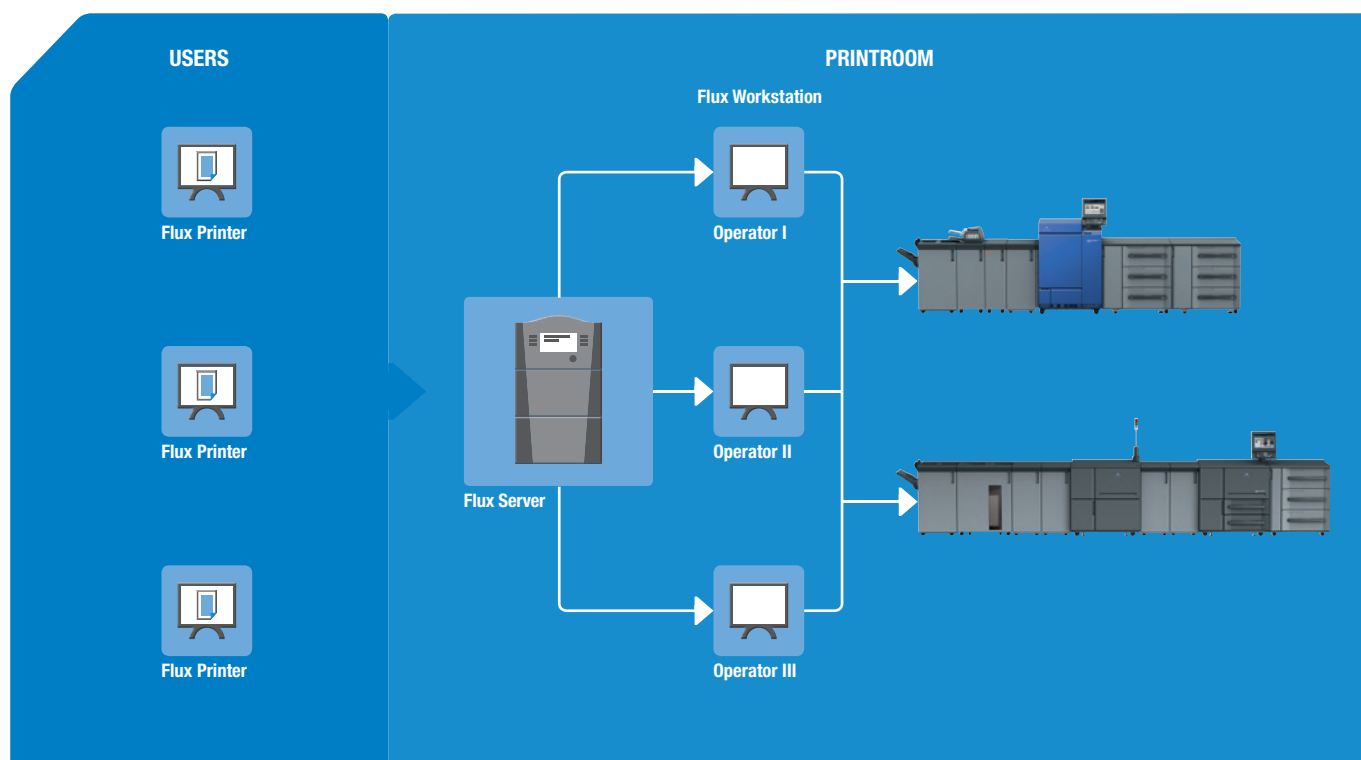 USERS
PRINTROOM
Flux Workstation
Flux Printer
Operator I
Flux Printer
Operator II
Flux Server
Flux Printer
Operator III